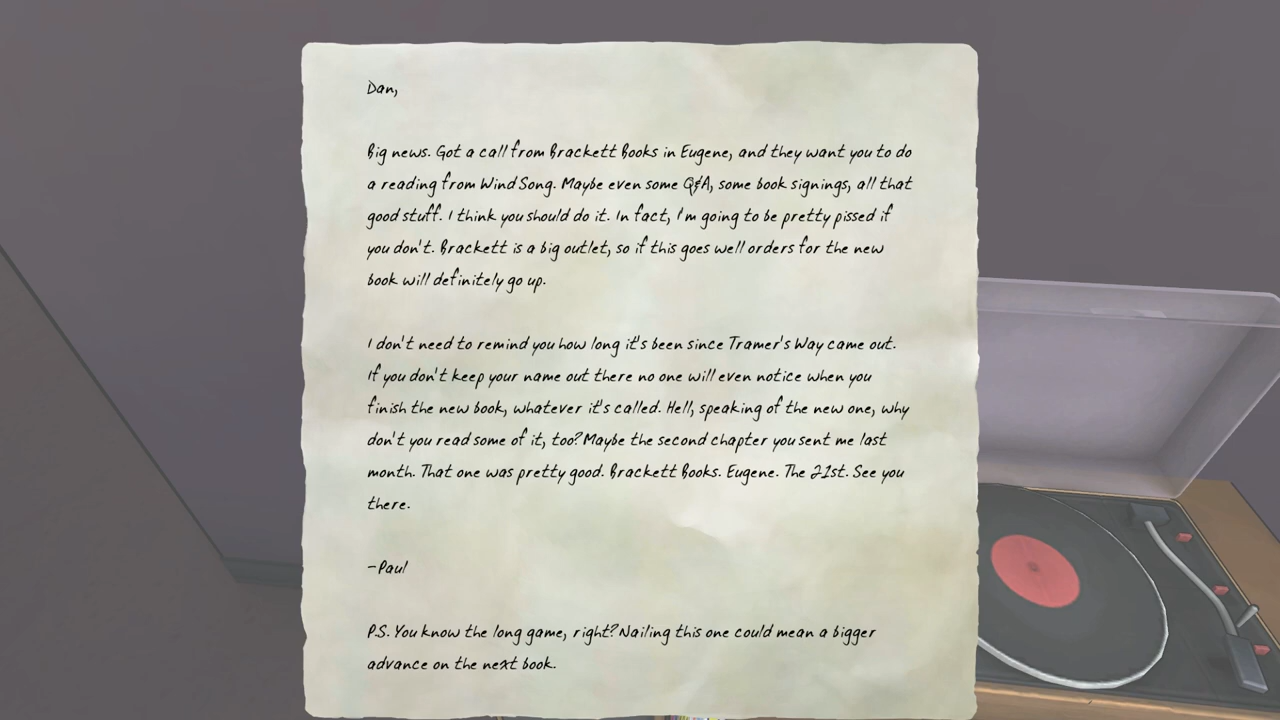 Dan,
Big news. Got a call from Brackett Books in Eugene, and they want you to do
a reading from Wind Song. Maybe even some Q&A, some book signings, all that
good stuff. I think you should do it. In fact, I'm going to be pretty pissed if
you don't. Brackett is a big outlet, so if this goes well orders for the new
book will definitely go up.
I don't need to remind you how long it's been since Tramer's Way came out.
If you don't keep your name out there no one will even notice when you
finish the new book, whatever it's called. Hell, speaking of the new one, why
don't you read some of it, too? Maybe the second chapter you sent me last
month. That one was pretty good. Brackett Books. Eugene. The 21st. See you
there.
-Paul
P.S. You know the long game, right? Nailing this one could mean a bigger
advance on the next book.